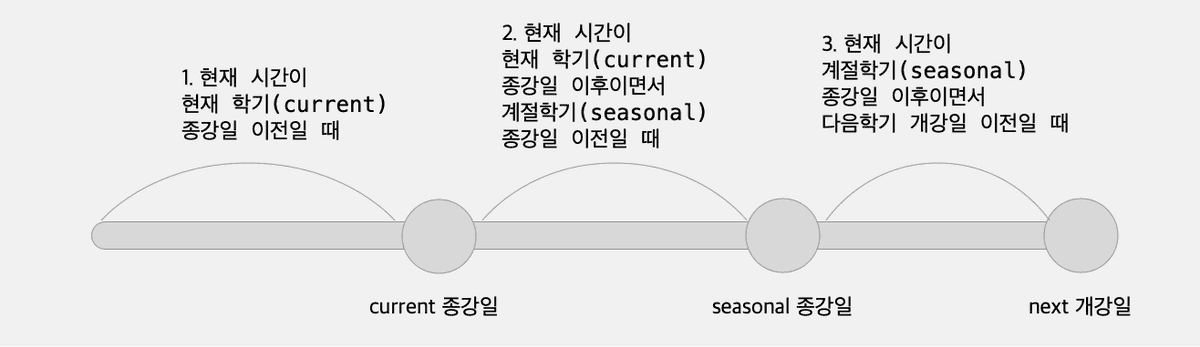 1. 현재 시간이
현재 학기(current)
종강일 이전일 때
2. 현재 시간이
현재 학기(current)
종강일 이후이면서
계절학기(seasonal)
종강일 이전일 때
3. 현재 시간이
계절학기(seasonal)
종강일 이후이면서
다음학기 개강일 이전일 때
current 종강일
seasonal 종강일
next 개강일